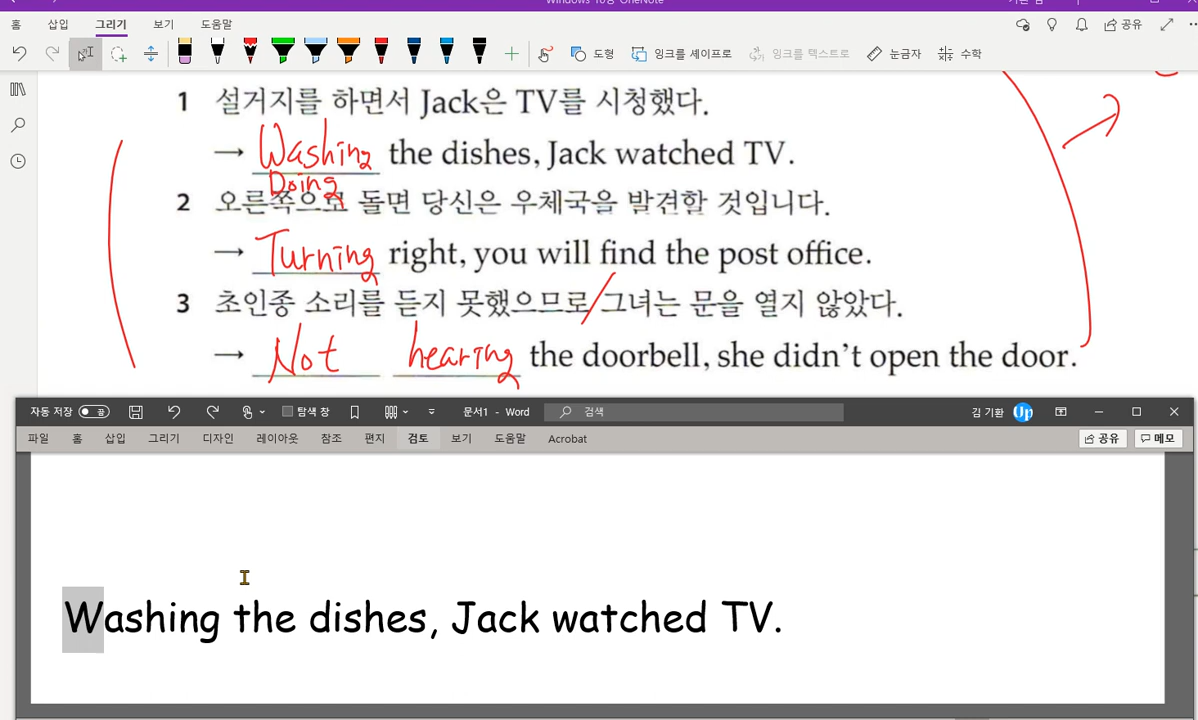 Windows 10용 OneNote
홈 삽입 그리기 보기 도움말 공유
도형 잉크를 셰이프로 잉크를 텍스트로 눈금자 수학
1 설거지를 하면서 Jack은 TV를 시청했다.
→ Washing the dishes, Jack watched TV.
Doing
2 오른쪽으로 돌면 당신은 우체국을 발견할 것입니다.
→ Turning right, you will find the post office.
3 초인종 소리를 듣지 못했으므로/그녀는 문을 열지 않았다.
→ Not hearing the doorbell, she didn't open the door.
자동 저장 끔 탐색 창 문서1 - Word 검색 김 기환 Up
파일 홈 삽입 그리기 디자인 레이아웃 참조 편지 검토 보기 도움말 Acrobat 공유 메모
Washing the dishes, Jack watched TV.